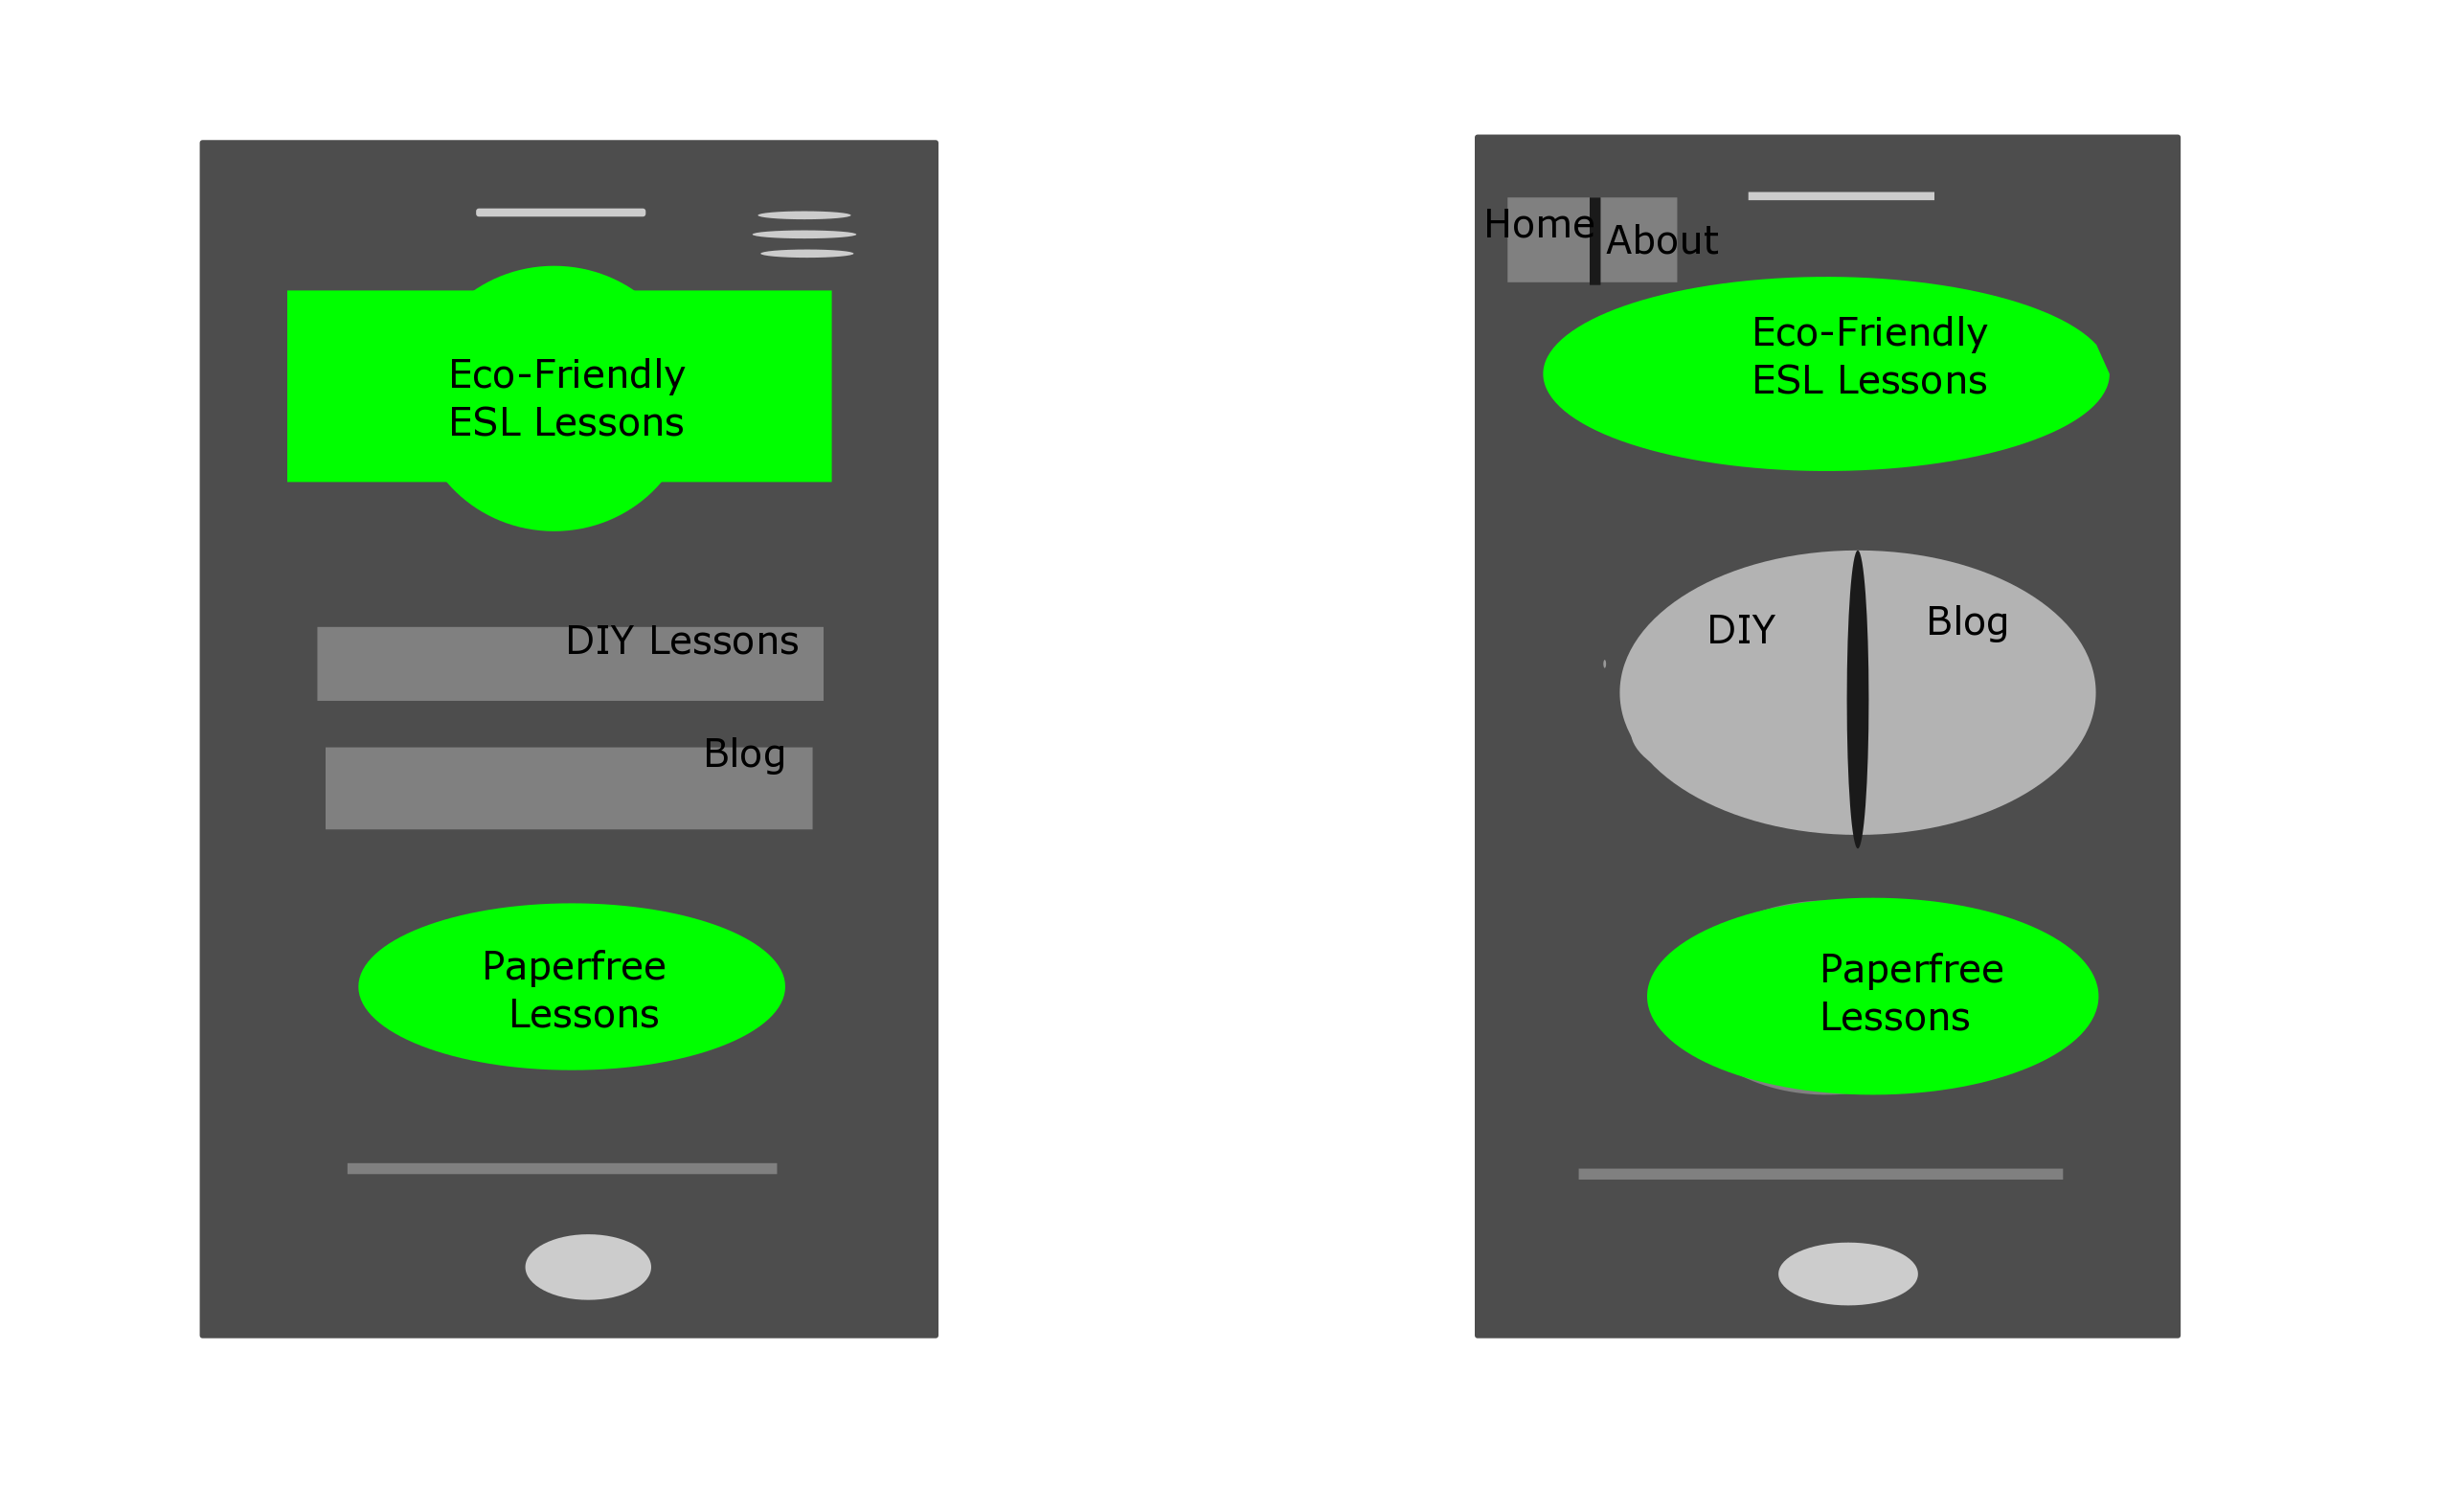 Eco-Friendly
ESL Lessons
DIY Lessons
Blog
Paperfree
Lessons
Home
About
Eco-Friendly
ESL Lessons
DIY
Blog
Paperfree
Lessons